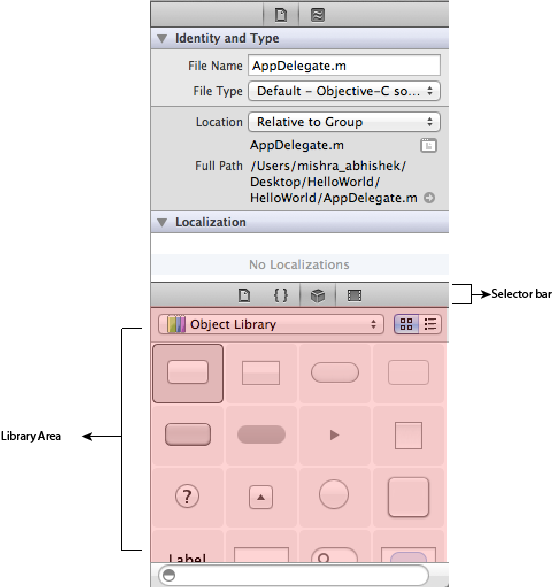 Identity and Type
File Name AppDelegate.m
File Type Default - Objective-C so...
Location Relative to Group
AppDelegate.m
Full Path /Users/mishra_abhishek/
Desktop/HelloWorld/
HelloWorld/AppDelegate.m
Localization
No Localizations
{ }
Selector bar
Object Library
Library Area
?
Label